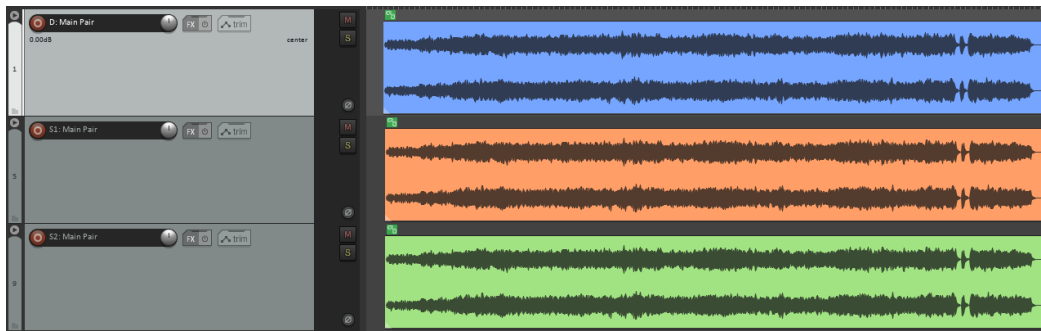 D: Main Pair
FX
trim
M
0.00dB
center
S
1
S1: Main Pair
FX
trim
M
S
5
S2: Main Pair
FX
trim
M
S
9